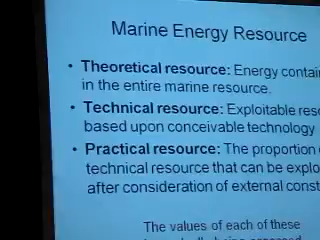 Marine Energy Resource
• Theoretical resource: Energy contai
in the entire marine resource.
• Technical resource: Exploitable reso
based upon conceivable technology
• Practical resource: The proportion
technical resource that can be explo
after consideration of external const
The values of each of these